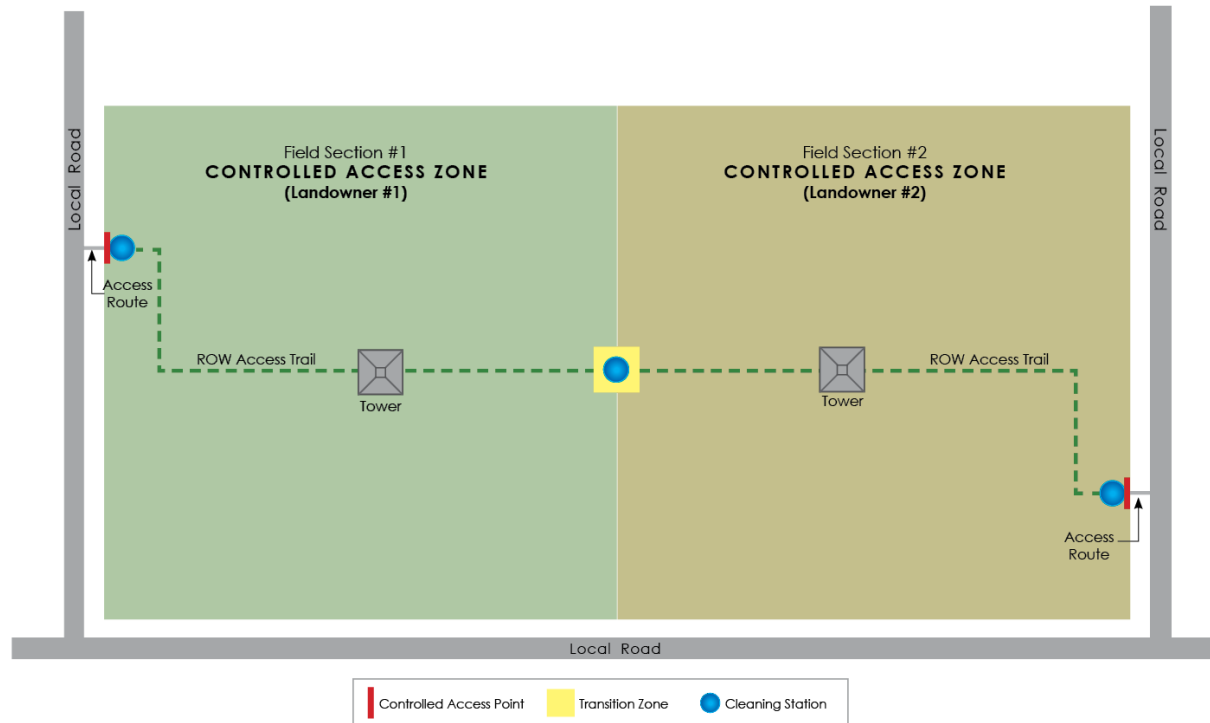 Local Road
Local Road
Field Section #1
CONTROLLED ACCESS ZONE
(Landowner #1)
Field Section #2
CONTROLLED ACCESS ZONE
(Landowner #2)
Access
Route
ROW Access Trail
Tower
Tower
ROW Access Trail
Access
Route
Local Road
Controlled Access Point
Transition Zone
Cleaning Station